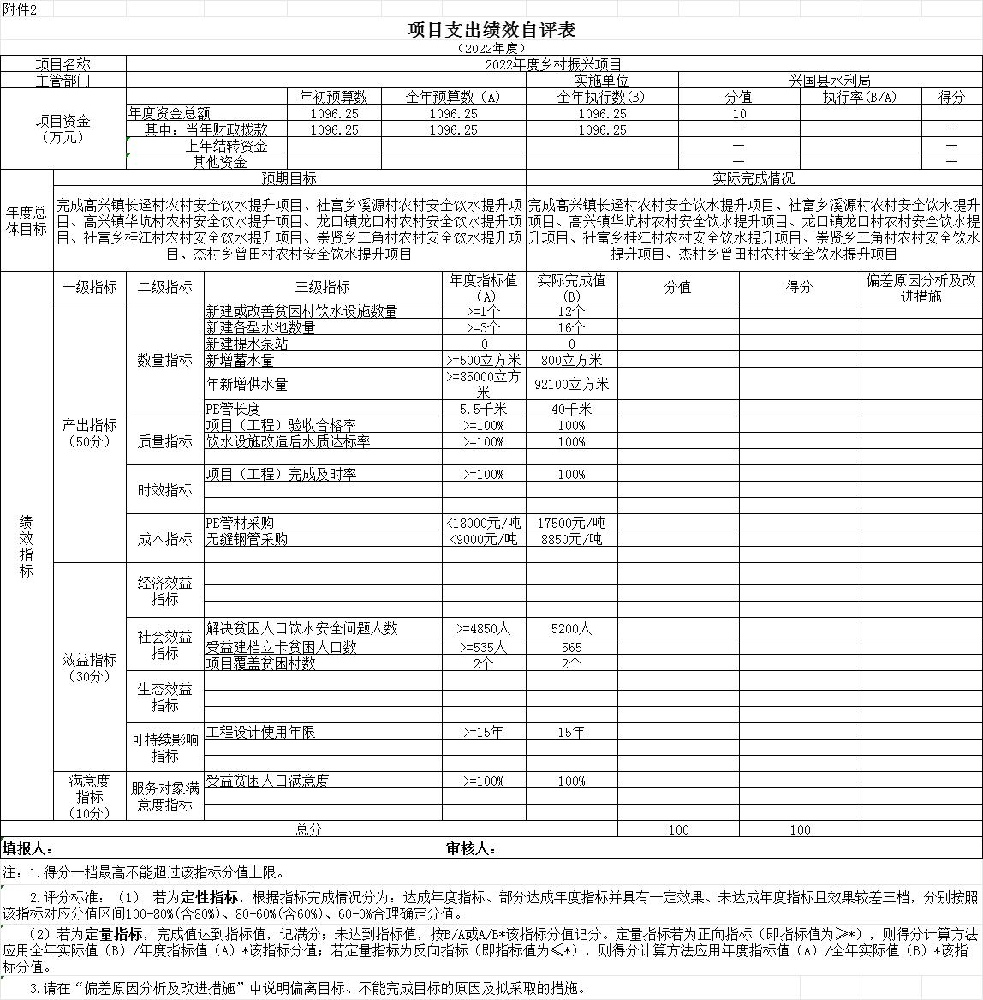 附件2
项目支出绩效自评表
（2022年度）
项目名称 2022年度乡村振兴项目
主管部门 实施单位 兴国县水利局
项目资金
（万元）
年初预算数 全年预算数（A） 全年执行数(B) 分值 执行率(B/A) 得分
年度资金总额 1096.25 1096.25 1096.25 10
其中：当年财政拨款 1096.25 1096.25 1096.25 — —
上年结转资金 — —
其他资金 — —
年度总
体目标
预期目标 实际完成情况
完成高兴镇长迳村农村安全饮水提升项目、社富乡溪源村农村安全饮水提升项
目、高兴镇华坑村农村安全饮水提升项目、龙口镇龙口村农村安全饮水提升项
目、社富乡桂江村农村安全饮水提升项目、崇贤乡三角村农村安全饮水提升项
目、杰村乡曾田村农村安全饮水提升项目
完成高兴镇长迳村农村安全饮水提升项目、社富乡溪源村农村安全饮水提升
项目、高兴镇华坑村农村安全饮水提升项目、龙口镇龙口村农村安全饮水提
升项目、社富乡桂江村农村安全饮水提升项目、崇贤乡三角村农村安全饮水
提升项目、杰村乡曾田村农村安全饮水提升项目
绩
效
指
标
一级指标 二级指标 三级指标 年度指标值
（A）
实际完成值
(B)
分值 得分 偏差原因分析及改
进措施
产出指标
（50分）
数量指标
新建或改善贫困村饮水设施数量 >=1个 12个
新建各型水池数量 >=3个 16个
新建提水泵站 0 0
新增蓄水量 >=500立方米 800立方米
年新增供水量 >=85000立方
米
92100立方米
PE管长度 5.5千米 40千米
质量指标
项目（工程）验收合格率 >=100% 100%
饮水设施改造后水质达标率 >=100% 100%
时效指标
项目（工程）完成及时率 >=100% 100%
成本指标
PE管材采购 <18000元/吨 17500元/吨
无缝钢管采购 <9000元/吨 8850元/吨
效益指标
（30分）
经济效益
指标
社会效益
指标
解决贫困人口饮水安全问题人数 >=4850人 5200人
受益建档立卡贫困人口数 >=535人 565
项目覆盖贫困村数 2个 2个
生态效益
指标
可持续影响
指标
工程设计使用年限 >=15年 15年
满意度
指标
（10分）
服务对象满
意度指标
受益贫困人口满意度 >=100% 100%
总分 100 100
填报人： 审核人：
注：1.得分一档最高不能超过该指标分值上限。
2.评分标准：（1） 若为定性指标，根据指标完成情况分为：达成年度指标、部分达成年度指标并具有一定效果、未达成年度指标且效果较差三档，分别按照
该指标对应分值区间100-80%(含80%)、80-60%(含60%)、60-0%合理确定分值。
（2）若为定量指标，完成值达到指标值，记满分；未达到指标值，按B/A或A/B*该指标分值记分。定量指标若为正向指标（即指标值为≥*），则得分计算方法
应用全年实际值（B）/年度指标值（A）*该指标分值；若定量指标为反向指标（即指标值为≤*），则得分计算方法应用年度指标值（A）/全年实际值（B）*该指
标分值。
3.请在“偏差原因分析及改进措施”中说明偏离目标、不能完成目标的原因及拟采取的措施。